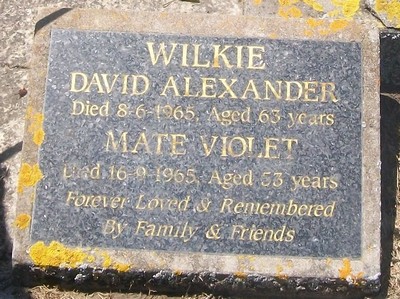 WILKIE
DAVID ALEXANDER
Died 8-6-1965, Aged 63 years
MATE VIOLET
Died 16-9-1965, Aged 53 years
Forever Loved & Remembered
By Family & Friends